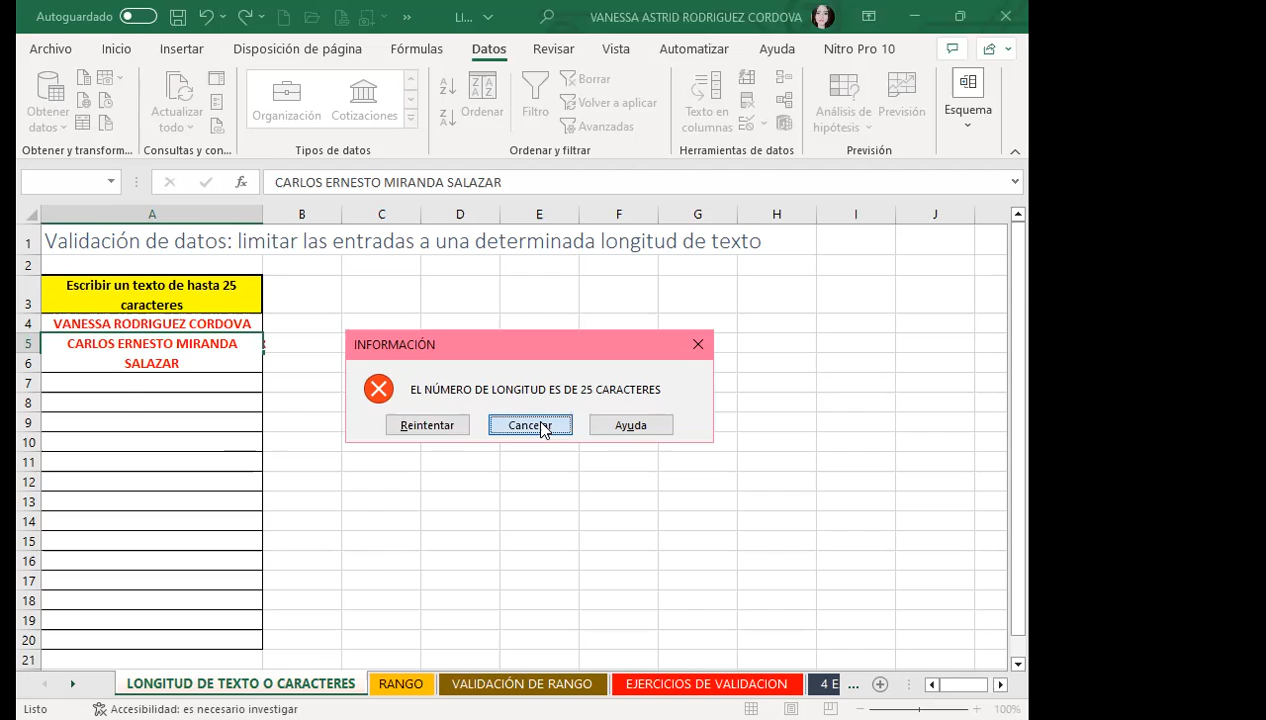 Autoguardado
LI...
VANESSA ASTRID RODRIGUEZ CORDOVA
Archivo Inicio Insertar Disposición de página Fórmulas Datos Revisar Vista Automatizar Ayuda Nitro Pro 10
Obtener datos
Actualizar todo
Organización
Cotizaciones
Ordenar
Filtro
Borrar
Volver a aplicar
Avanzadas
Texto en columnas
Análisis de hipótesis
Previsión
Esquema
Obtener y transform... Consultas y con... Tipos de datos Ordenar y filtrar Herramientas de datos Previsión
fx CARLOS ERNESTO MIRANDA SALAZAR
A B C D E F G H I J
1 Validación de datos: limitar las entradas a una determinada longitud de texto
2
3 Escribir un texto de hasta 25
caracteres
4 VANESSA RODRIGUEZ CORDOVA
5 CARLOS ERNESTO MIRANDA
6 SALAZAR
7
8
9
10
11
12
13
14
15
16
17
18
19
20
21
INFORMACIÓN
EL NÚMERO DE LONGITUD ES DE 25 CARACTERES
Reintentar Cancelar Ayuda
LONGITUD DE TEXTO O CARACTERES RANGO VALIDACIÓN DE RANGO EJERCICIOS DE VALIDACION 4 E ...
Listo Accesibilidad: es necesario investigar 100%